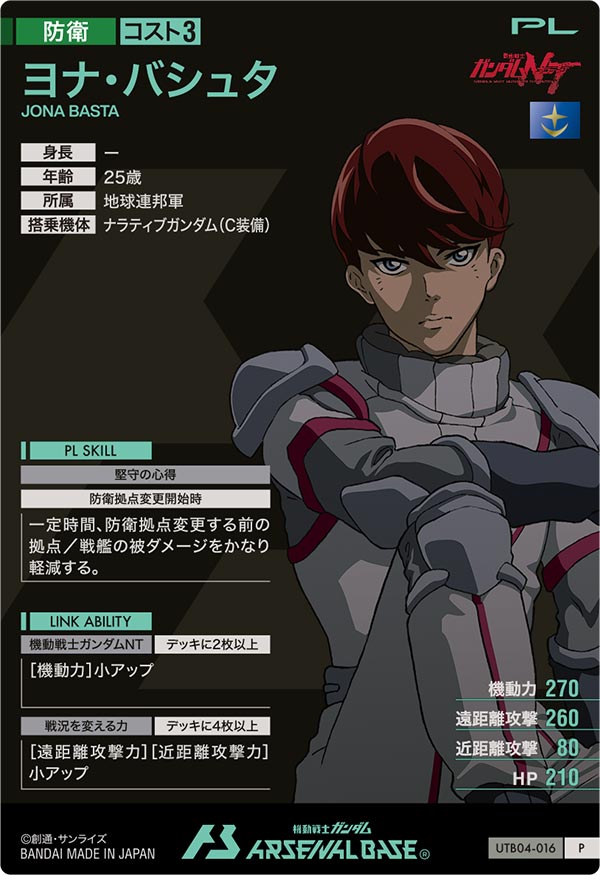 防衛 コスト3 PL
ヨナ・バシュタ
JONA BASTA
機動戦士
ガンダムNT
身長 ー
年齢 25歳
所属 地球連邦軍
搭乗機体 ナラティブガンダム(C装備)
PL SKILL
堅守の心得
防衛拠点変更開始時
一定時間、防衛拠点変更する前の
拠点/戦艦の被ダメージをかなり
軽減する。
LINK ABILITY
機動戦士ガンダムNT デッキに2枚以上
[機動力]小アップ
戦況を変える力 デッキに4枚以上
[遠距離攻撃力][近距離攻撃力]
小アップ
機動力 270
遠距離攻撃 260
近距離攻撃 80
HP 210
©創通・サンライズ
BANDAI MADE IN JAPAN
機動戦士ガンダム
ARSENAL BASE®
UTB04-016 P